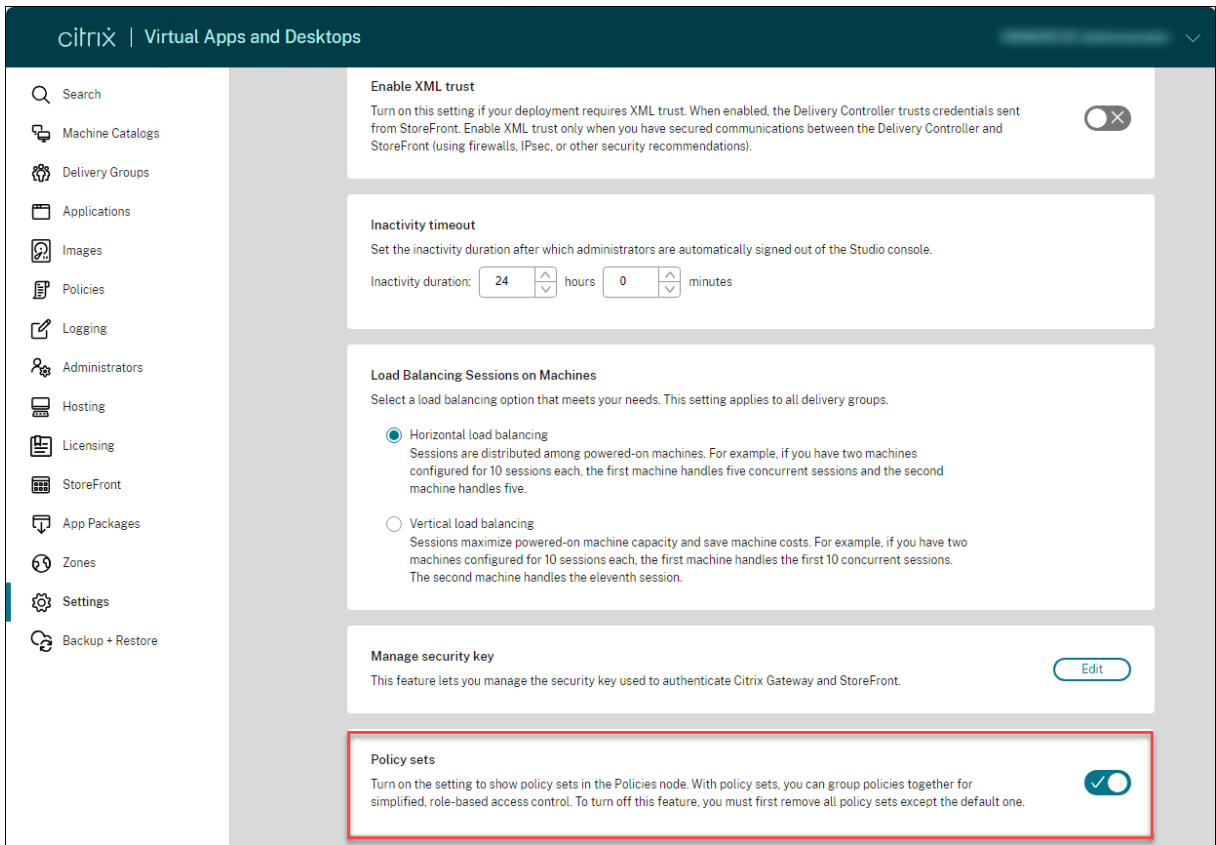 citrix | Virtual Apps and Desktops
Search
Machine Catalogs
Delivery Groups
Applications
Images
Policies
Logging
Administrators
Hosting
Licensing
StoreFront
App Packages
Zones
Settings
Backup + Restore
Enable XML trust
Turn on this setting if your deployment requires XML trust. When enabled, the Delivery Controller trusts credentials sent
from StoreFront. Enable XML trust only when you have secured communications between the Delivery Controller and
StoreFront (using firewalls, IPsec, or other security recommendations).
Inactivity timeout
Set the inactivity duration after which administrators are automatically signed out of the Studio console.
Inactivity duration: 24 hours 0 minutes
Load Balancing Sessions on Machines
Select a load balancing option that meets your needs. This setting applies to all delivery groups.
Horizontal load balancing
Sessions are distributed among powered-on machines. For example, if you have two machines
configured for 10 sessions each, the first machine handles five concurrent sessions and the second
machine handles five.
Vertical load balancing
Sessions maximize powered-on machine capacity and save machine costs. For example, if you have two
machines configured for 10 sessions each, the first machine handles the first 10 concurrent sessions.
The second machine handles the eleventh session.
Manage security key
This feature lets you manage the security key used to authenticate Citrix Gateway and StoreFront.
Edit
Policy sets
Turn on the setting to show policy sets in the Policies node. With policy sets, you can group policies together for
simplified, role-based access control. To turn off this feature, you must first remove all policy sets except the default one.